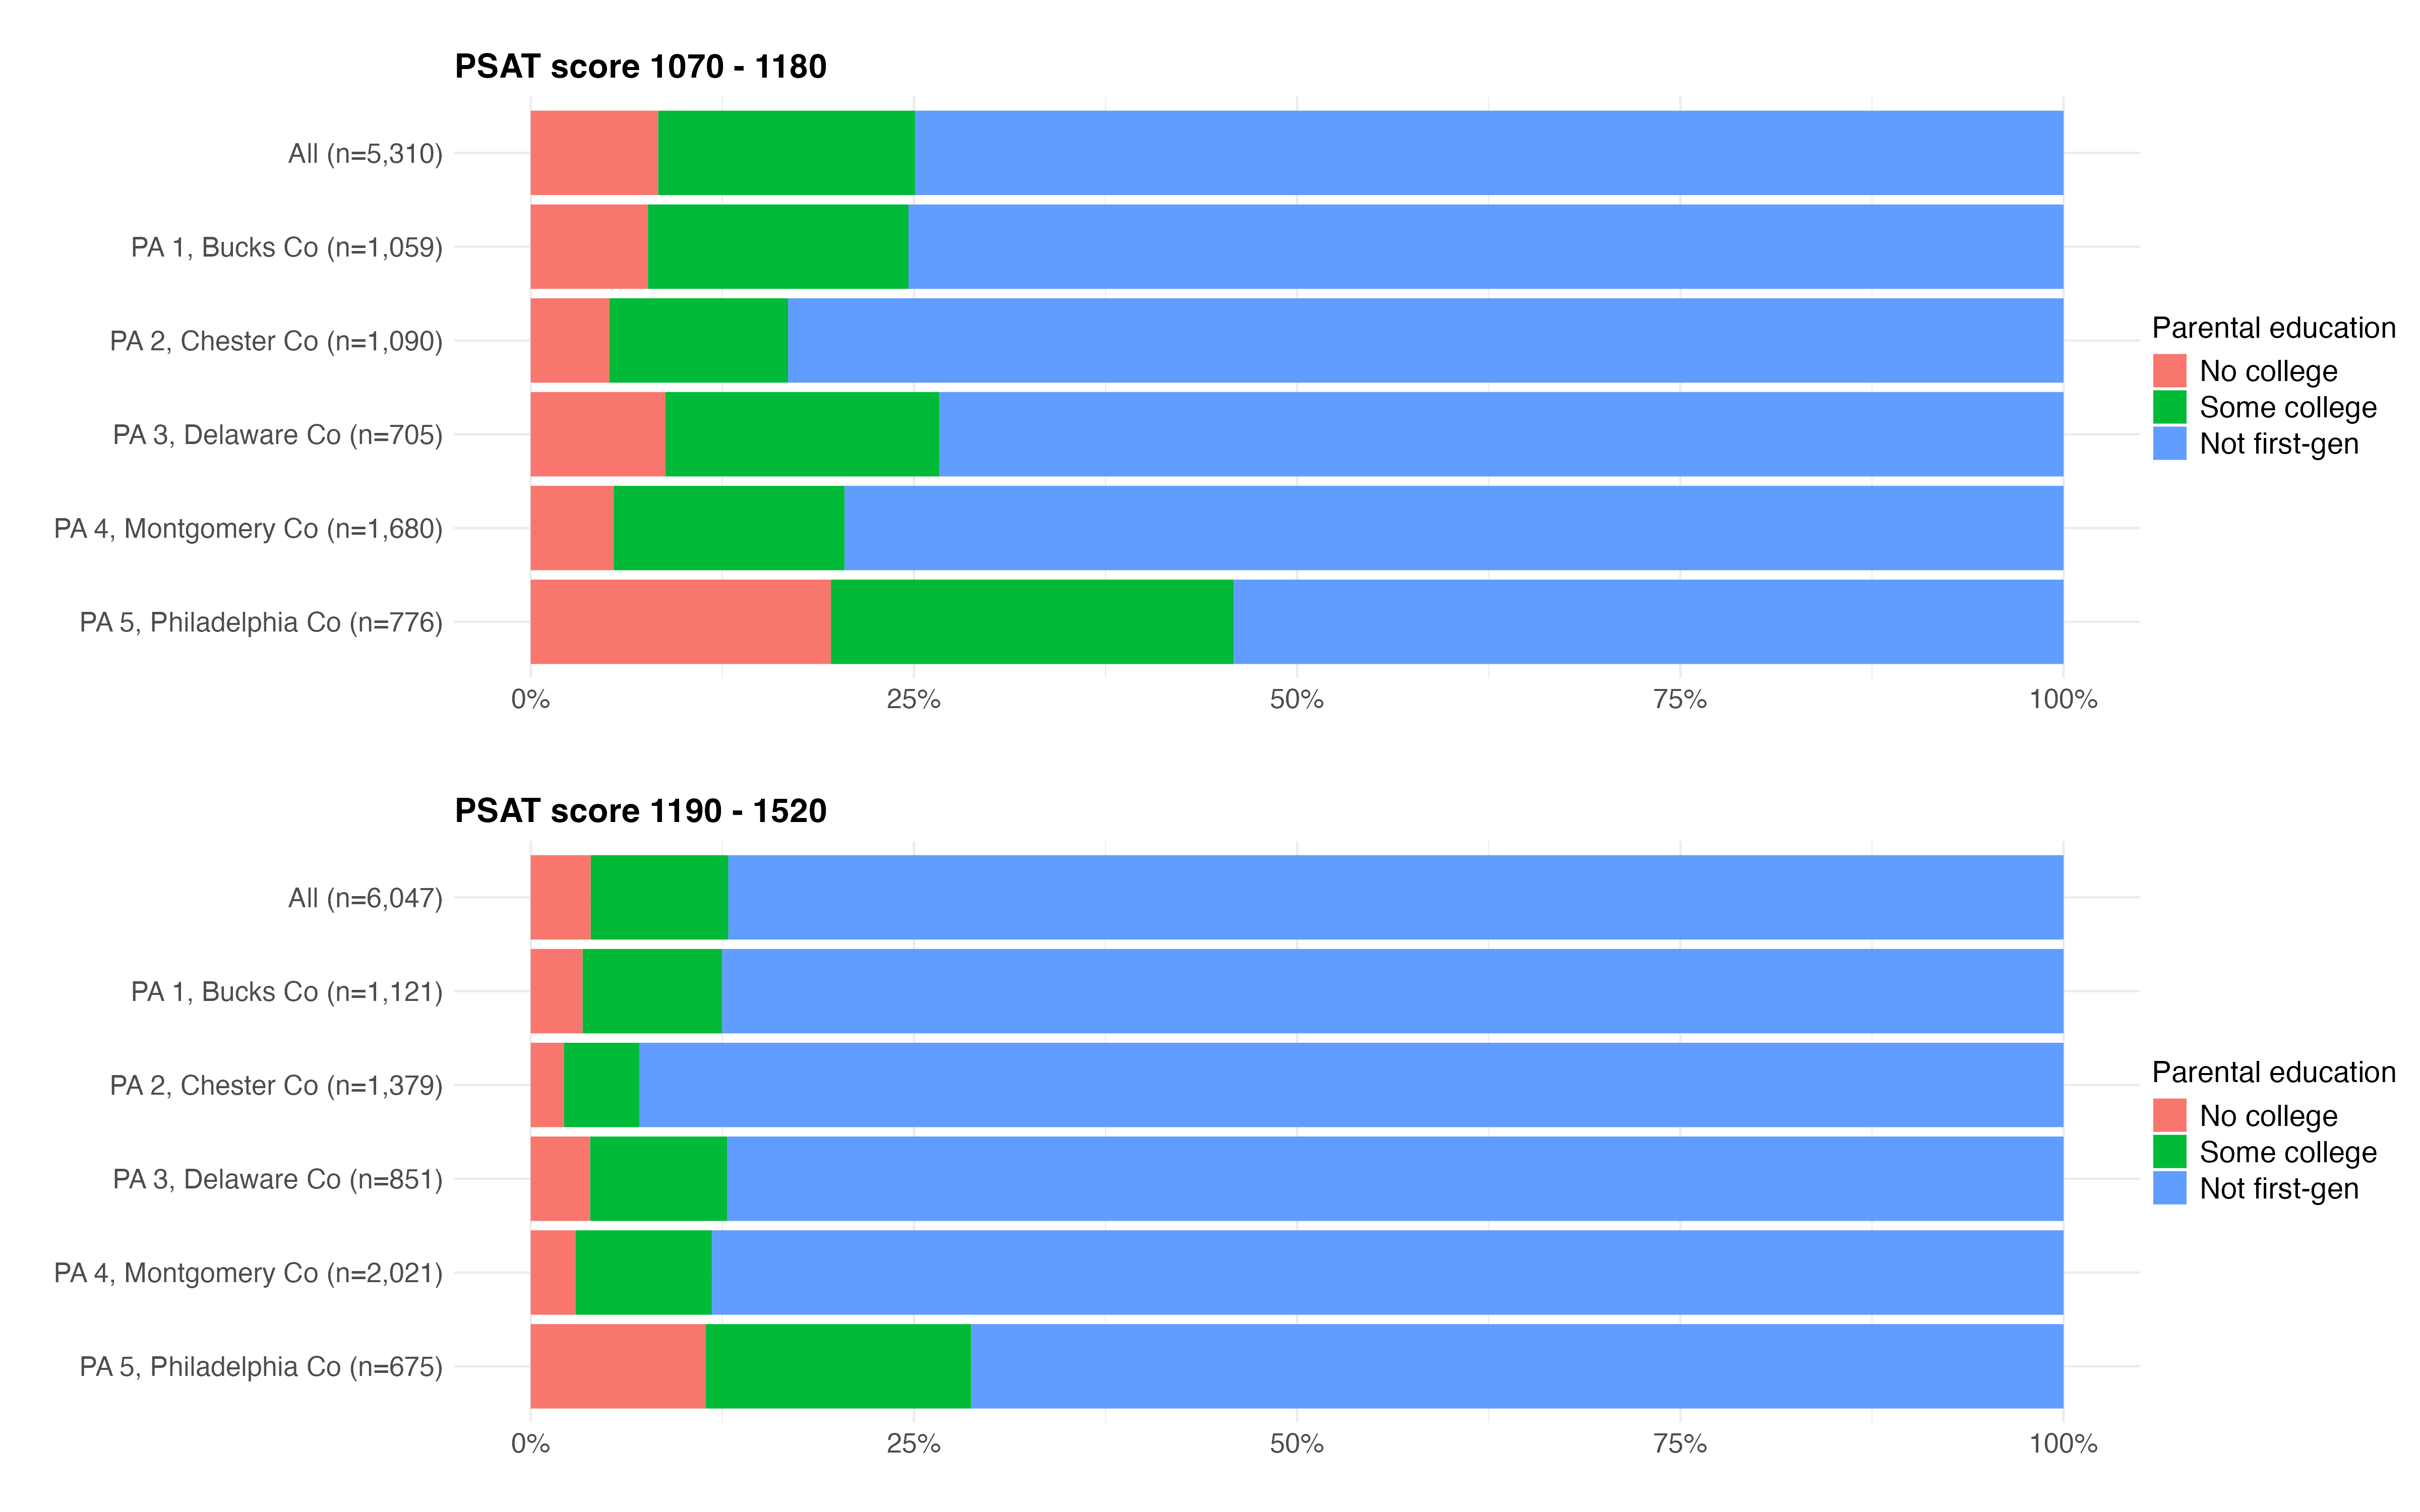 PSAT score 1070 - 1180
All (n=5,310)
PA 1, Bucks Co (n=1,059)
PA 2, Chester Co (n=1,090)
PA 3, Delaware Co (n=705)
PA 4, Montgomery Co (n=1,680)
PA 5, Philadelphia Co (n=776)
0% 25% 50% 75% 100%
Parental education
No college
Some college
Not first-gen
PSAT score 1190 - 1520
All (n=6,047)
PA 1, Bucks Co (n=1,121)
PA 2, Chester Co (n=1,379)
PA 3, Delaware Co (n=851)
PA 4, Montgomery Co (n=2,021)
PA 5, Philadelphia Co (n=675)
0% 25% 50% 75% 100%
Parental education
No college
Some college
Not first-gen